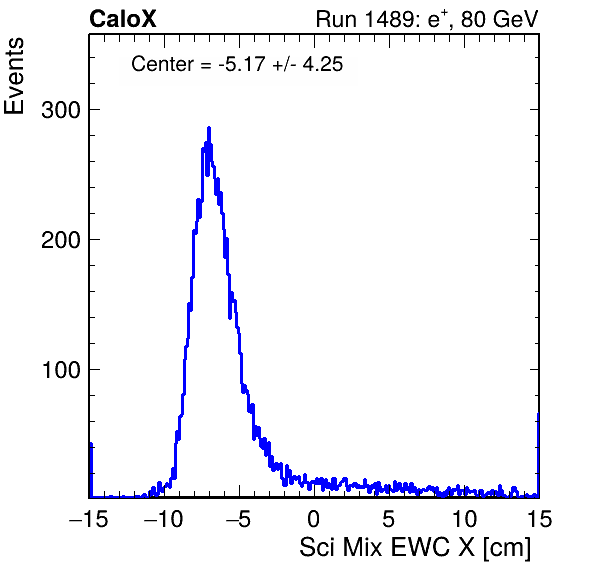 CaloX Run 1489: e⁺, 80 GeV
Center = -5.17 +/- 4.25
Events
300
200
100
−15 −10 −5 0 5 10 15
Sci Mix EWC X [cm]